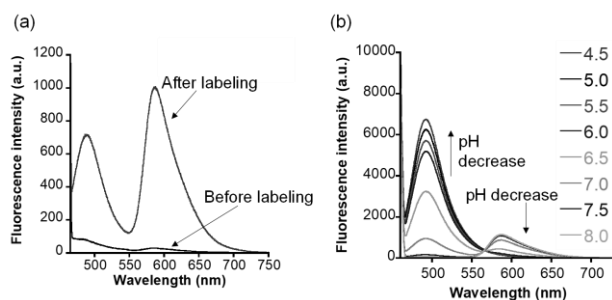 (a)
Fluorescence intensity (a.u.)
1200
1000
800
600
400
200
0
After labeling
Before labeling
500
550
600
650
700
750
Wavelength (nm)
(b)
Fluorescence intensity (a.u.)
10000
8000
6000
4000
2000
0
pH
decrease
pH decrease
500
550
600
650
700
Wavelength (nm)
4.5
5.0
5.5
6.0
6.5
7.0
7.5
8.0